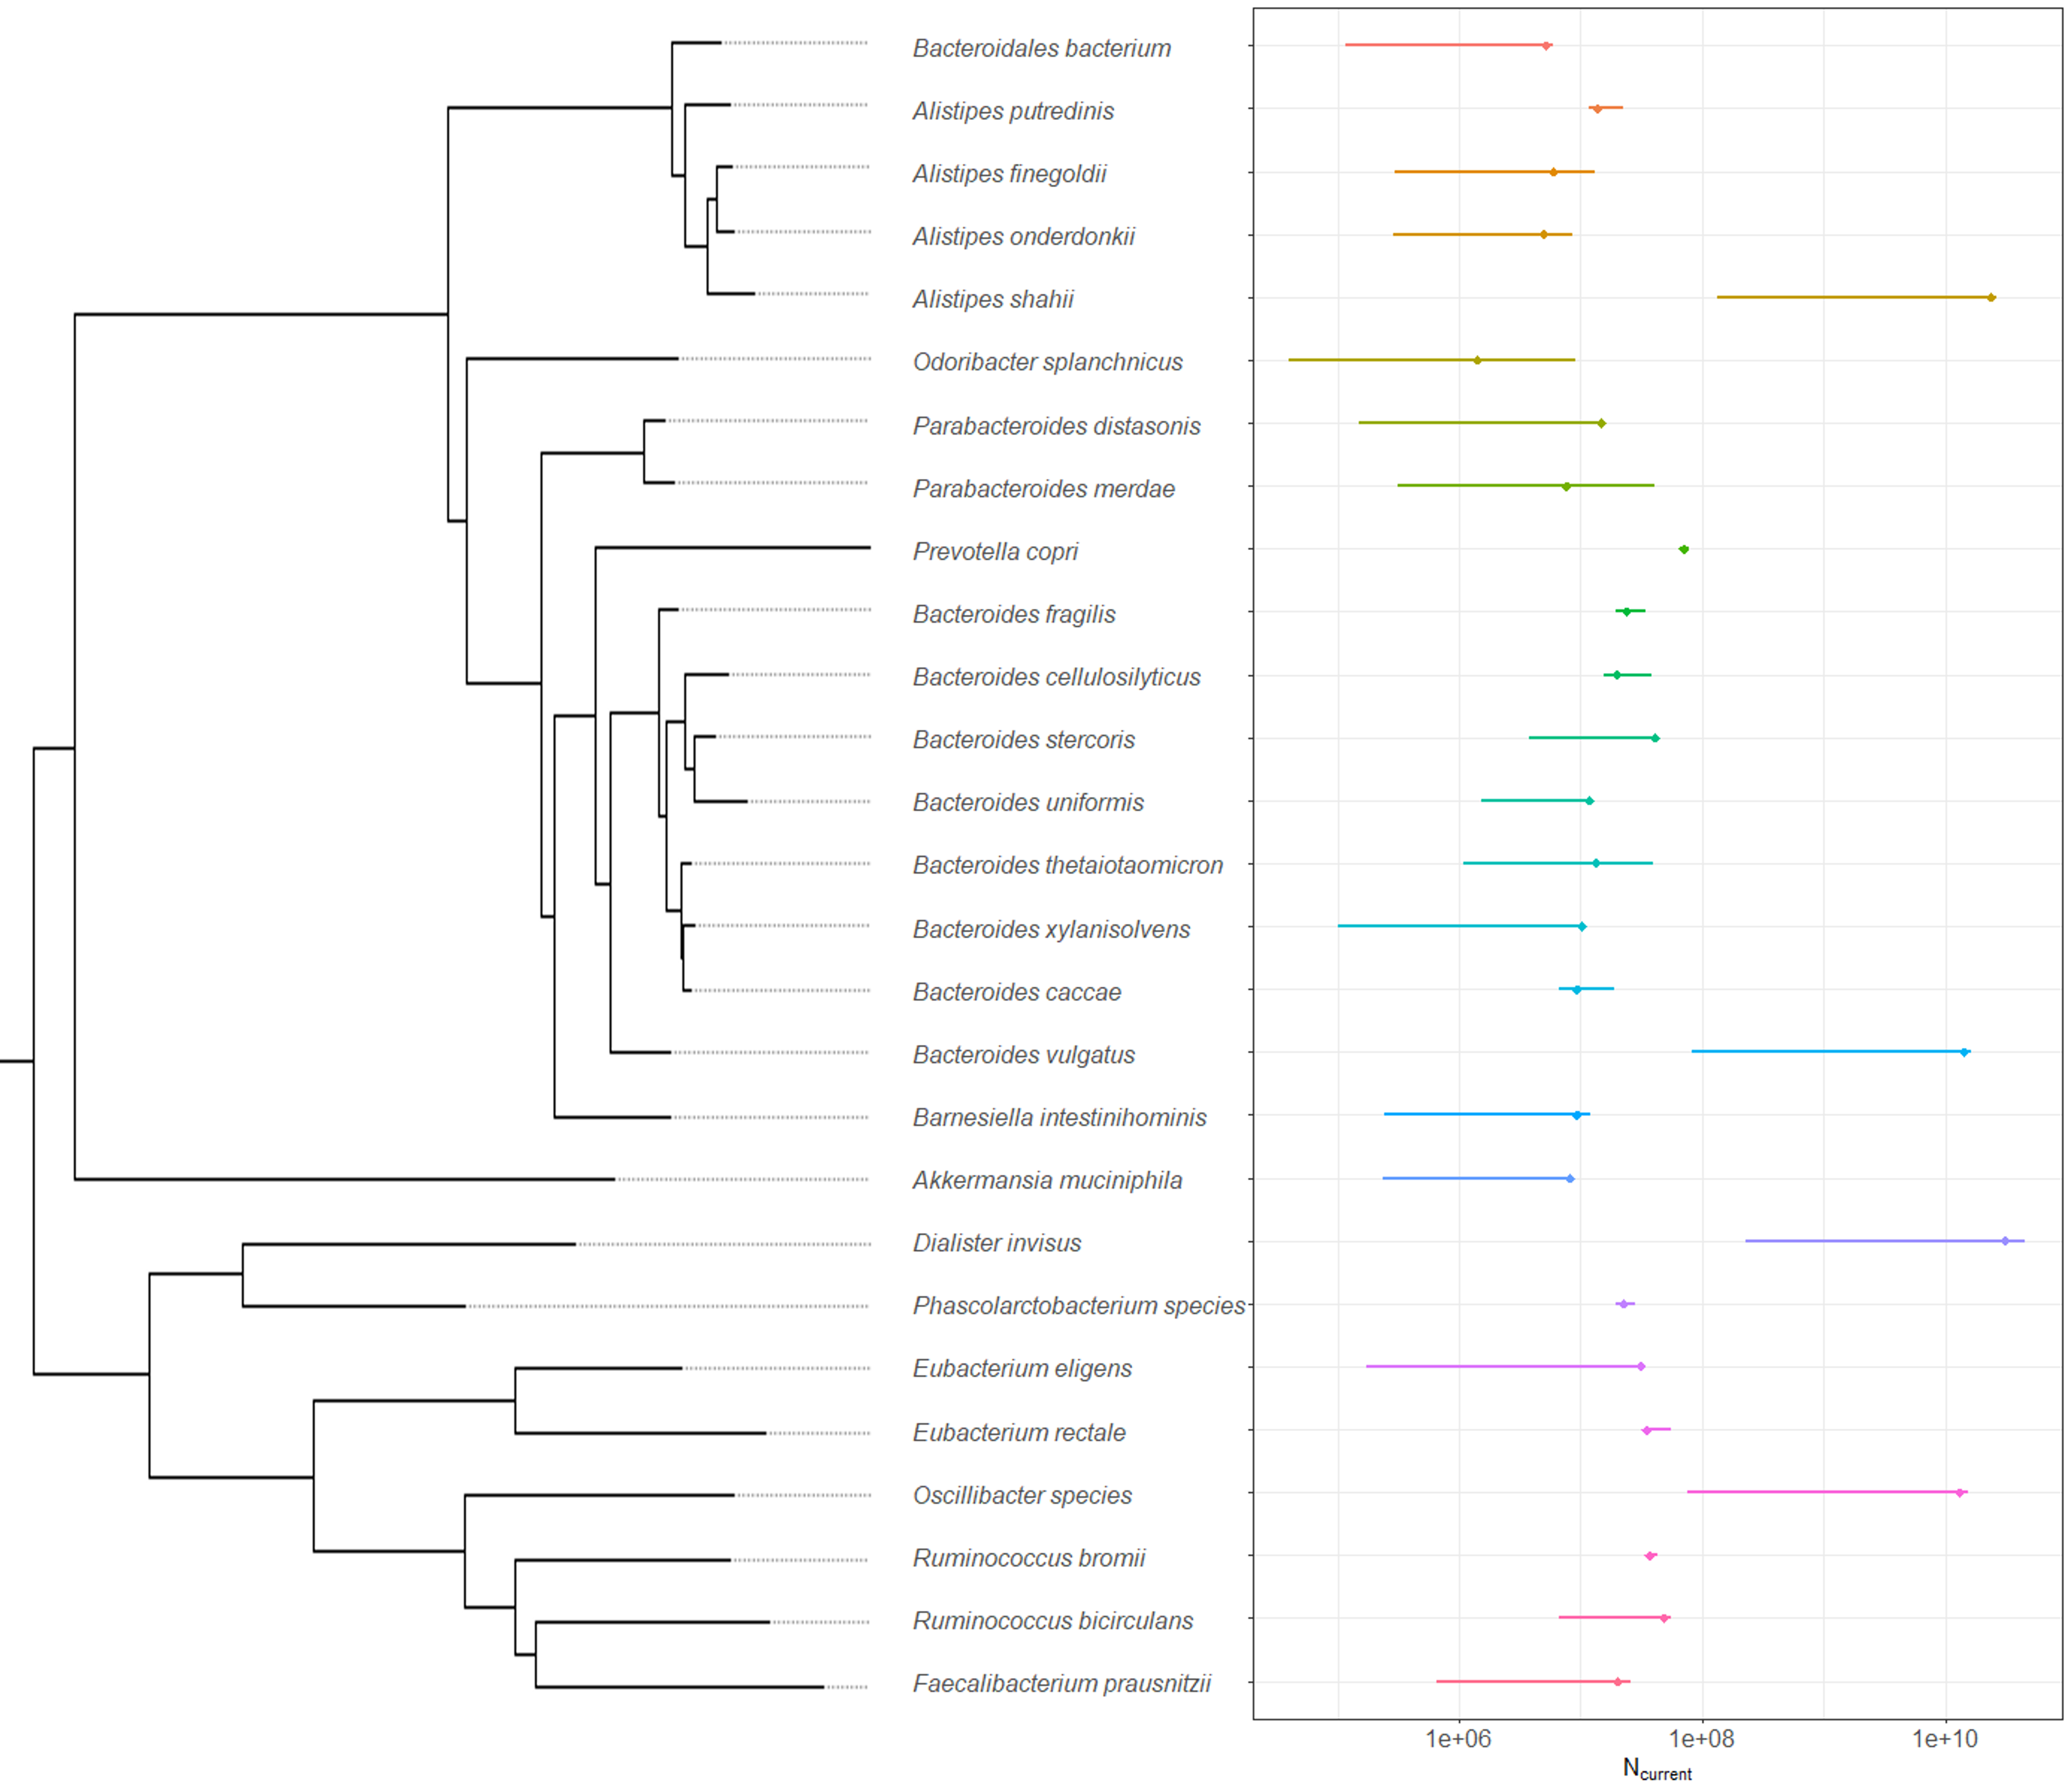 Bacteroidales bacterium
Alistipes putredinis
Alistipes finegoldii
Alistipes onderdonkii
Alistipes shahii
Odoribacter splanchnicus
Parabacteroides distasonis
Parabacteroides merdae
Prevotella copri
Bacteroides fragilis
Bacteroides cellulosilyticus
Bacteroides stercoris
Bacteroides uniformis
Bacteroides thetaiotaomicron
Bacteroides xylanisolvens
Bacteroides caccae
Bacteroides vulgatus
Barnesiella intestinihominis
Akkermansia muciniphila
Dialister invisus
Phascolarctobacterium species
Eubacterium eligens
Eubacterium rectale
Oscillibacter species
Ruminococcus bromii
Ruminococcus bicirculans
Faecalibacterium prausnitzii
1e+06 1e+08 1e+10
Ncurrent